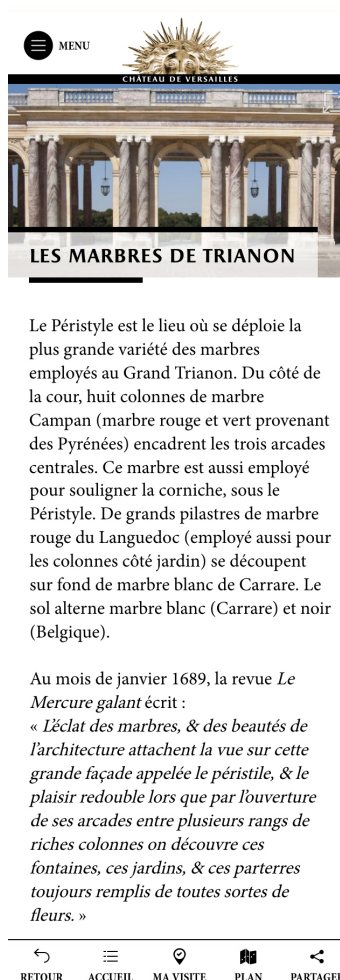 MENU
CHÂTEAU DE VERSAILLES
LES MARBRES DE TRIANON
Le Péristyle est le lieu où se déploie la
plus grande variété des marbres
employés au Grand Trianon. Du côté de
la cour, huit colonnes de marbre
Campan (marbre rouge et vert provenant
des Pyrénées) encadrent les trois arcades
centrales. Ce marbre est aussi employé
pour souligner la corniche, sous le
Péristyle. De grands pilastres de marbre
rouge du Languedoc (employé aussi pour
les colonnes côté jardin) se découpent
sur fond de marbre blanc de Carrare. Le
sol alterne marbre blanc (Carrare) et noir
(Belgique).
Au mois de janvier 1689, la revue Le
Mercure galant écrit :
« L'éclat des marbres, & des beautés de
l'architecture attachent la vue sur cette
grande façade appelée le péristile, & le
plaisir redouble lors que par l'ouverture
de ses arcades entre plusieurs rangs de
riches colonnes on découvre ces
fontaines, ces jardins, & ces parterres
toujours remplis de toutes sortes de
fleurs. »
RETOUR ACCUEIL MA VISITE PLAN PARTAGER